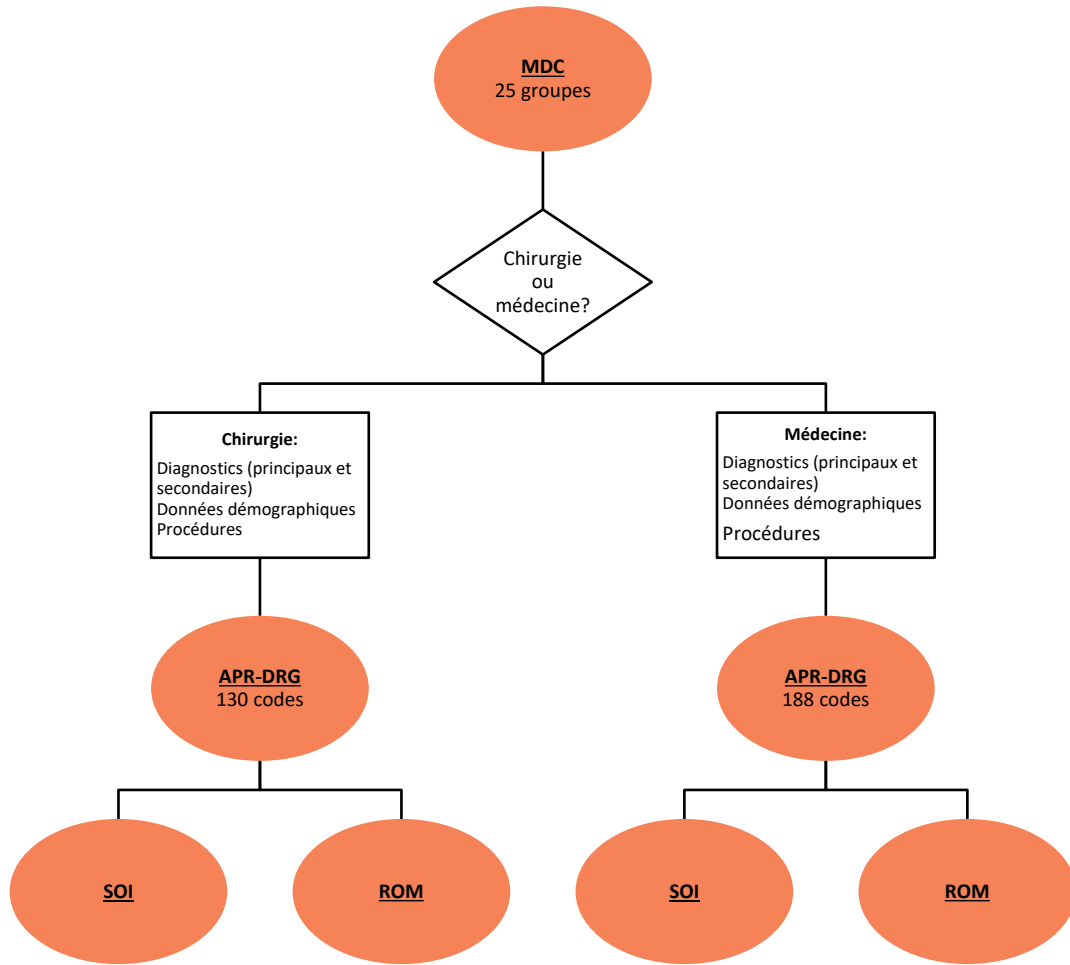 MDC
25 groupes
Chirurgie
ou
médecine?
Chirurgie:
Diagnostics (principaux et
secondaires)
Données démographiques
Procédures
Médecine:
Diagnostics (principaux et
secondaires)
Données démographiques
Procédures
APR-DRG
130 codes
APR-DRG
188 codes
SOI
ROM
SOI
ROM